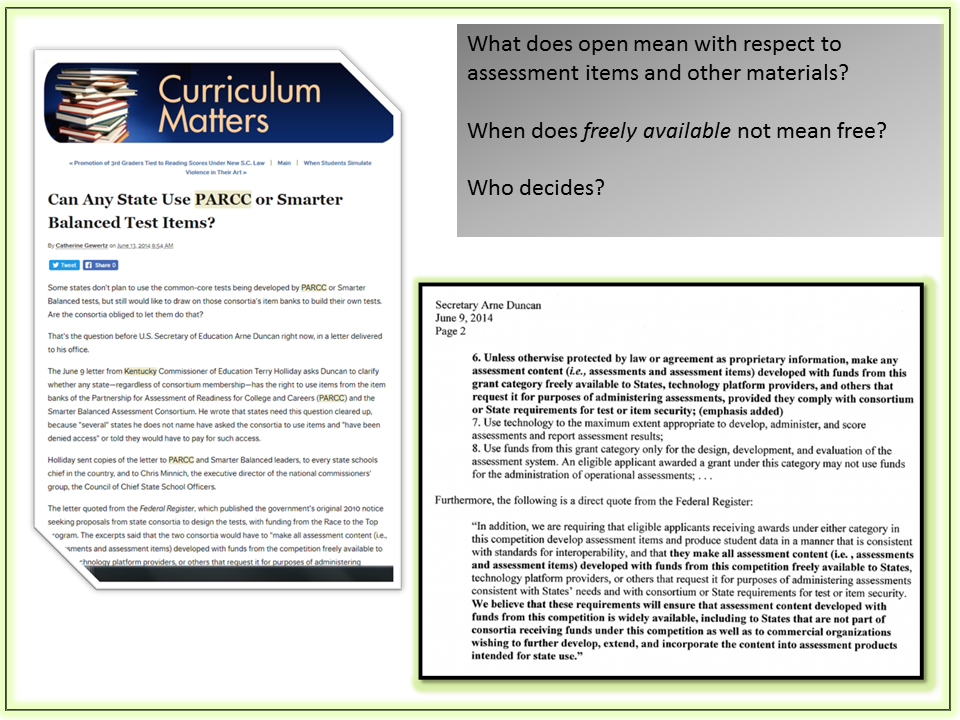 What does open mean with respect to
assessment items and other materials?
When does freely available not mean free?
Who decides?
Curriculum
Matters
« Promotion of 3rd Graders Tied to Reading Scores Under New S.C. Law | Main | When Students Simulate
Violence in Their Art »
Can Any State Use PARCC or Smarter
Balanced Test Items?
By Catherine Gewertz on June 13, 2014 9:54 AM
Tweet Share 0
Some states don't plan to use the common-core tests being developed by PARCC or Smarter
Balanced tests, but still would like to draw on those consortia's item banks to build their own tests.
Are the consortia obliged to let them do that?
That's the question before U.S. Secretary of Education Arne Duncan right now, in a letter delivered
to his office.
The June 9 letter from Kentucky Commissioner of Education Terry Holliday asks Duncan to clarify
whether any state—regardless of consortium membership—has the right to use items from the item
banks of the Partnership for Assessment of Readiness for College and Careers (PARCC) and the
Smarter Balanced Assessment Consortium. He wrote that states need this question cleared up,
because "several" states he does not name have asked the consortia to use items and "have been
denied access" or told they would have to pay for such access.
Holliday sent copies of the letter to PARCC and Smarter Balanced leaders, to every state schools
chief in the country, and to Chris Minnich, the executive director of the national commissioners'
group, the Council of Chief State School Officers.
The letter quoted from the Federal Register, which published the government's original 2010 notice
seeking proposals from state consortia to design the tests, with funding from the Race to the Top
rogram. The excerpts said that the two consortia would have to "make all assessment content (i.e.,
sments and assessment items) developed with funds from the competition freely available to
chnology platform providers, or others that request it for purposes of administering
Secretary Arne Duncan
June 9, 2014
Page 2
6. Unless otherwise protected by law or agreement as proprietary information, make any
assessment content (i.e., assessments and assessment items) developed with funds from this
grant category freely available to States, technology platform providers, and others that
request it for purposes of administering assessments, provided they comply with consortium
or State requirements for test or item security; (emphasis added)
7. Use technology to the maximum extent appropriate to develop, administer, and score
assessments and report assessment results;
8. Use funds from this grant category only for the design, development, and evaluation of the
assessment system. An eligible applicant awarded a grant under this category may not use funds
for the administration of operational assessments; . . .
Furthermore, the following is a direct quote from the Federal Register:
"In addition, we are requiring that eligible applicants receiving awards under either category in
this competition develop assessment items and produce student data in a manner that is consistent
with standards for interoperability, and that they make all assessment content (i.e. , assessments
and assessment items) developed with funds from this competition freely available to States,
technology platform providers, or others that request it for purposes of administering assessments
consistent with States' needs and with consortium or State requirements for test or item security.
We believe that these requirements will ensure that assessment content developed with
funds from this competition is widely available, including to States that are not part of
consortia receiving funds under this competition as well as to commercial organizations
wishing to further develop, extend, and incorporate the content into assessment products
intended for state use."